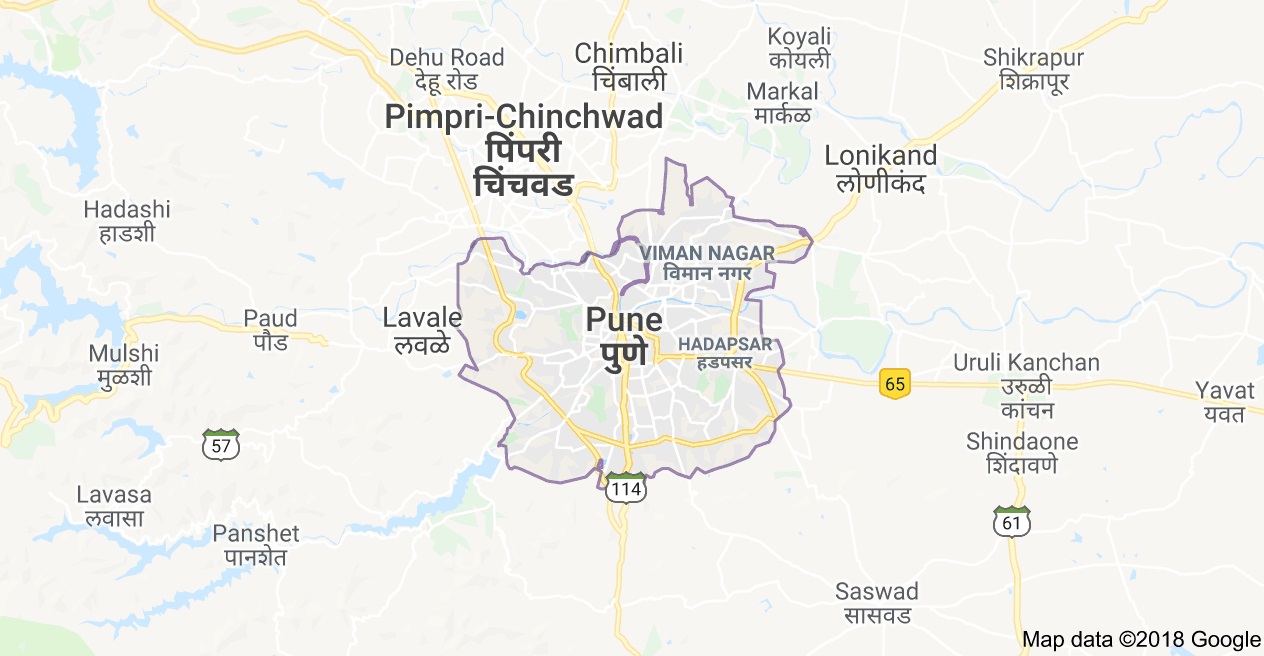 Koyali
कोयली
Chimbali
चिंबाली
Dehu Road
देहू रोड
Shikrapur
शिक्रापूर
Markal
मार्कळ
Pimpri-Chinchwad
पिंपरी
चिंचवड
Lonikand
लोणीकंद
Hadashi
हाडशी
VIMAN NAGAR
विमान नगर
Paud
पौड
Lavale
लवळे
Pune
पुणे
HADAPSAR
हडपसर
Mulshi
मुळशी
Uruli Kanchan
उरुळी
कांचन
65
Yavat
यवत
57
Shindaone
शिंदावणे
114
Lavasa
लवासा
61
Panshet
पानशेत
Saswad
सासवड
Map data ©2018 Google